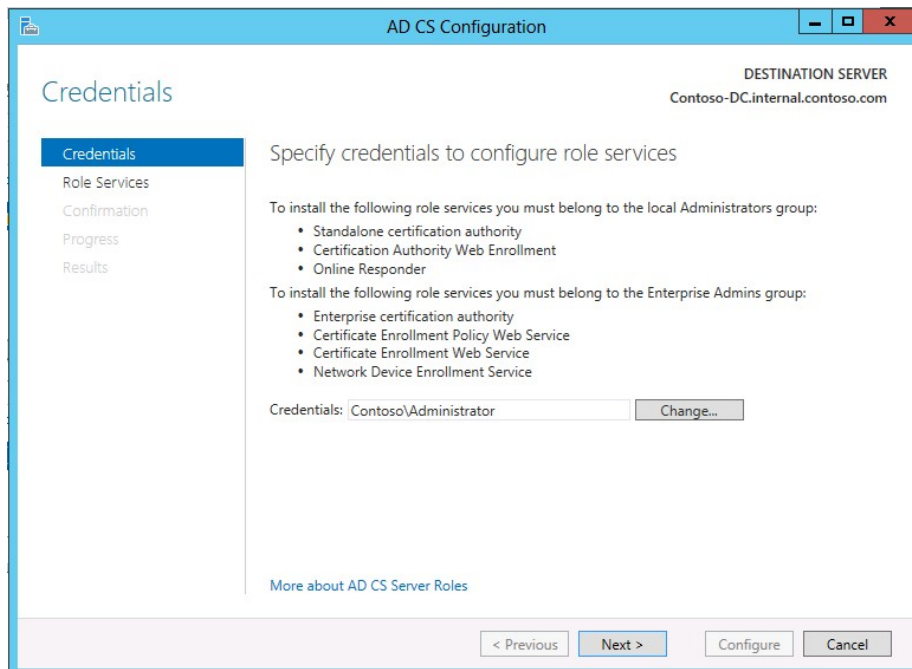 AD CS Configuration
Credentials
DESTINATION SERVER
Contoso-DC.internal.contoso.com
Credentials
Role Services
Confirmation
Progress
Results
Specify credentials to configure role services
To install the following role services you must belong to the local Administrators group:
• Standalone certification authority
• Certification Authority Web Enrollment
• Online Responder
To install the following role services you must belong to the Enterprise Admins group:
• Enterprise certification authority
• Certificate Enrollment Policy Web Service
• Certificate Enrollment Web Service
• Network Device Enrollment Service
Credentials: Contoso\Administrator Change...
More about AD CS Server Roles
< Previous Next > Configure Cancel